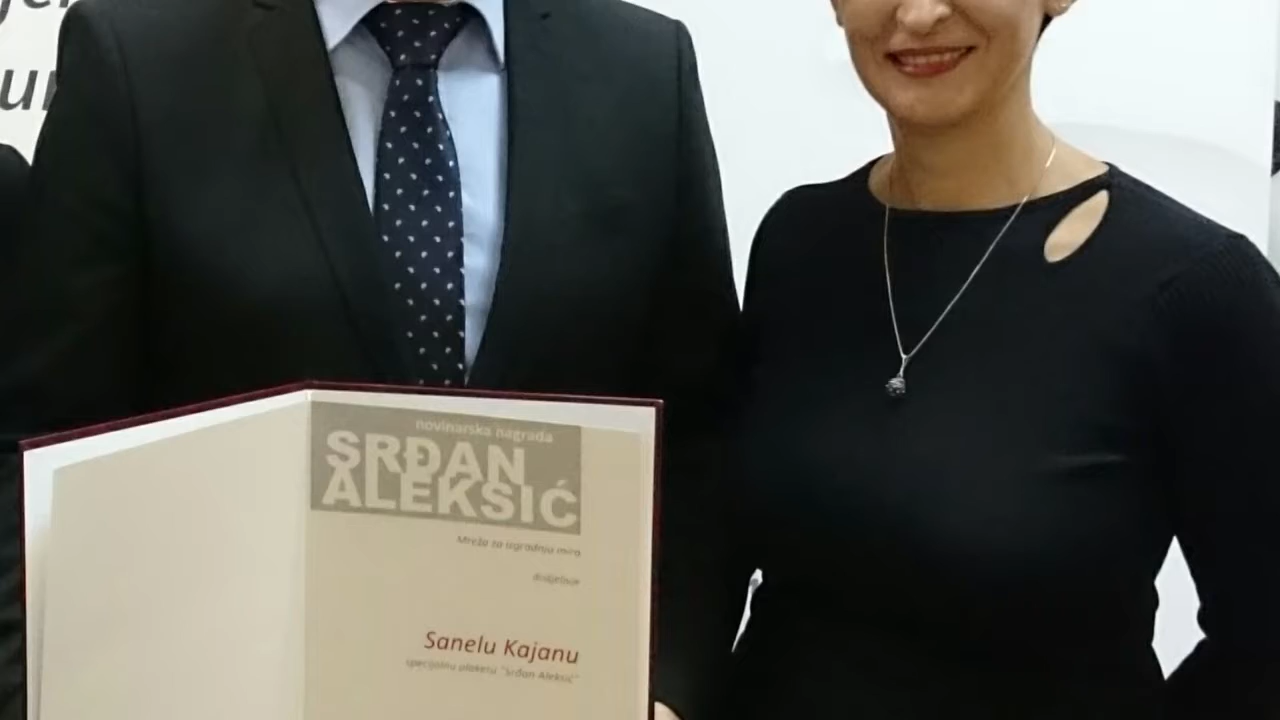 novinarska nagrada
SRĐAN
ALEKSIĆ
Mreža za izgradnju mira
dodjeljuje
Sanelu Kajanu
specijalnu plaketu "Srđan Aleksić"